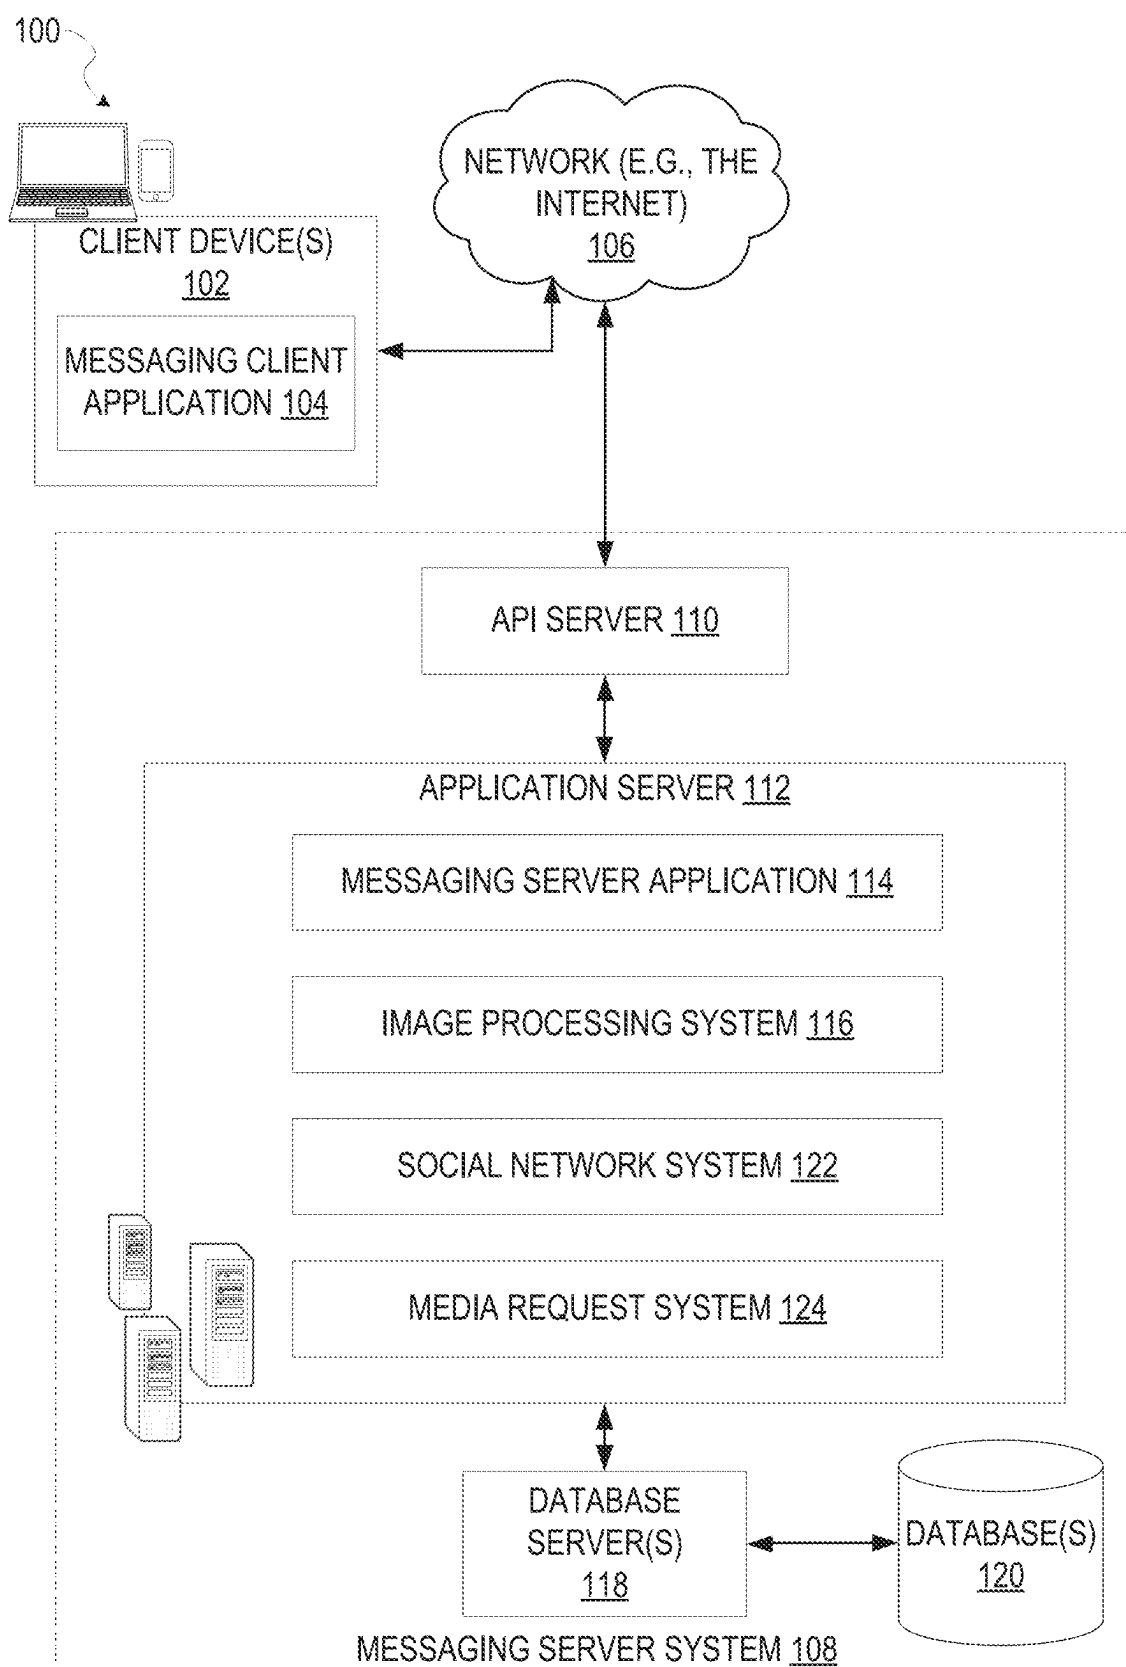 100
NETWORK (E.G., THE
INTERNET)
106
CLIENT DEVICE(S)
102
MESSAGING CLIENT
APPLICATION 104
API SERVER 110
APPLICATION SERVER 112
MESSAGING SERVER APPLICATION 114
IMAGE PROCESSING SYSTEM 116
SOCIAL NETWORK SYSTEM 122
MEDIA REQUEST SYSTEM 124
DATABASE
SERVER(S)
118
DATABASE(S)
120
MESSAGING SERVER SYSTEM 108